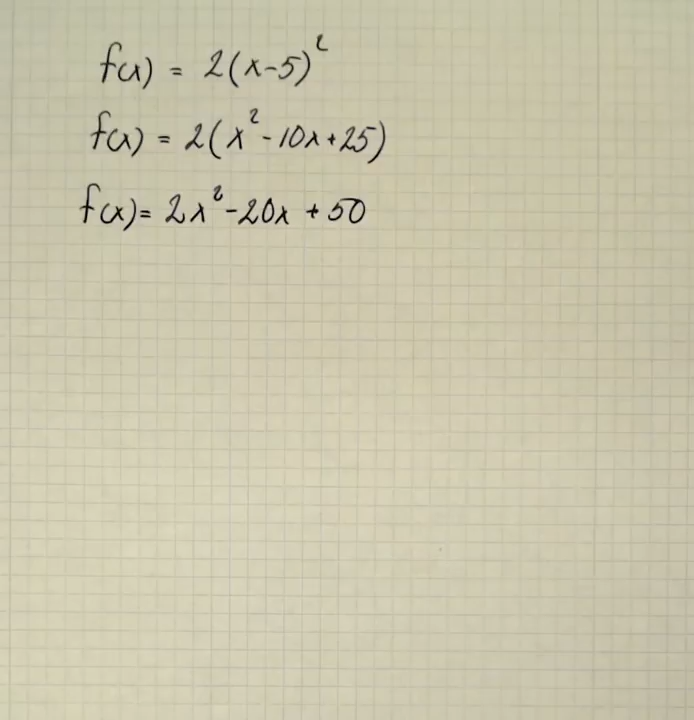 f(x) = 2(x-5)²
f(x) = 2(x²-10x+25)
f(x)= 2x²-20x +50